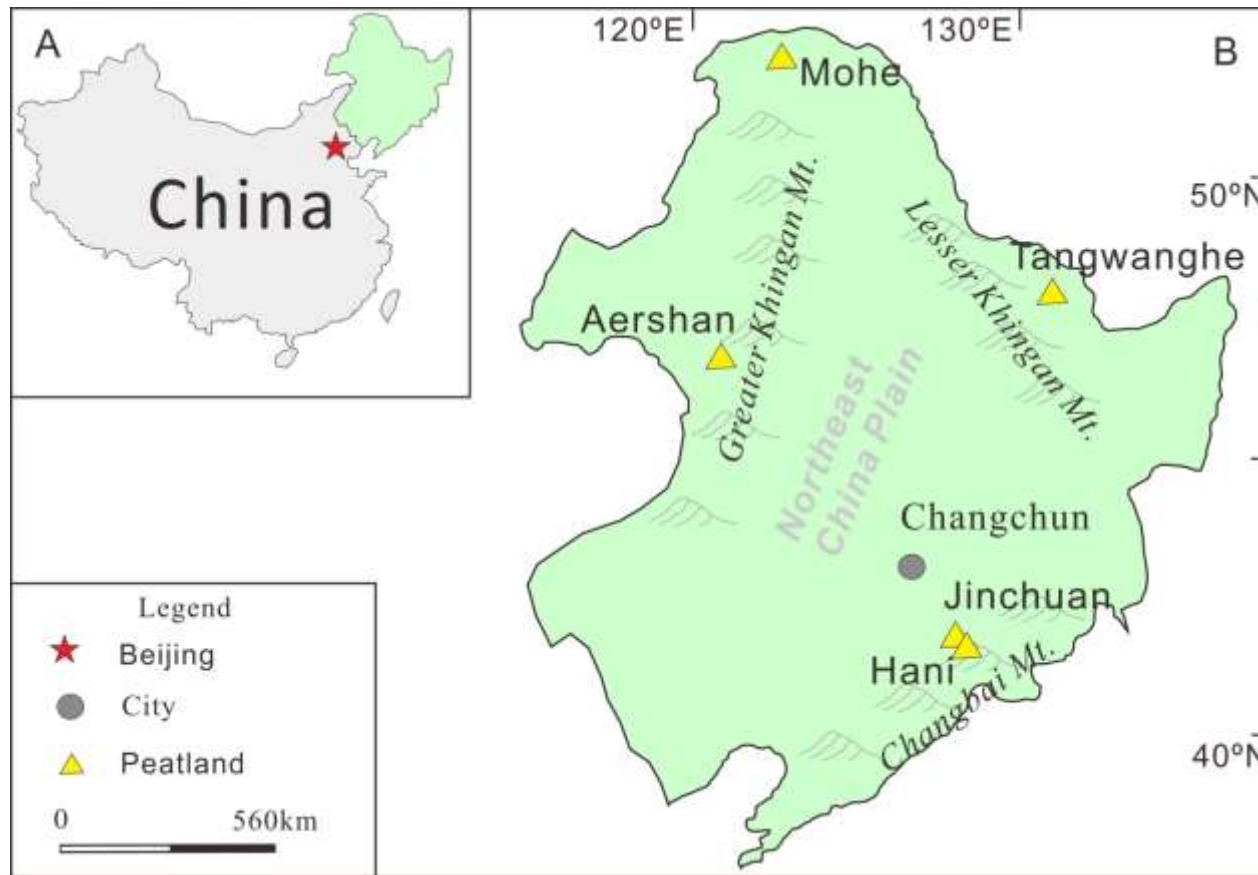 A
China
120ºE
130ºE
B
Mohe
50ºN
Greater Khingan Mt.
Lesser Khingan Mt.
Tangwanghe
Aershan
Northeast
China Plain
Changchun
Jinchuan
Hani
Changbai Mt.
40ºN
Legend
Beijing
City
Peatland
0 560km